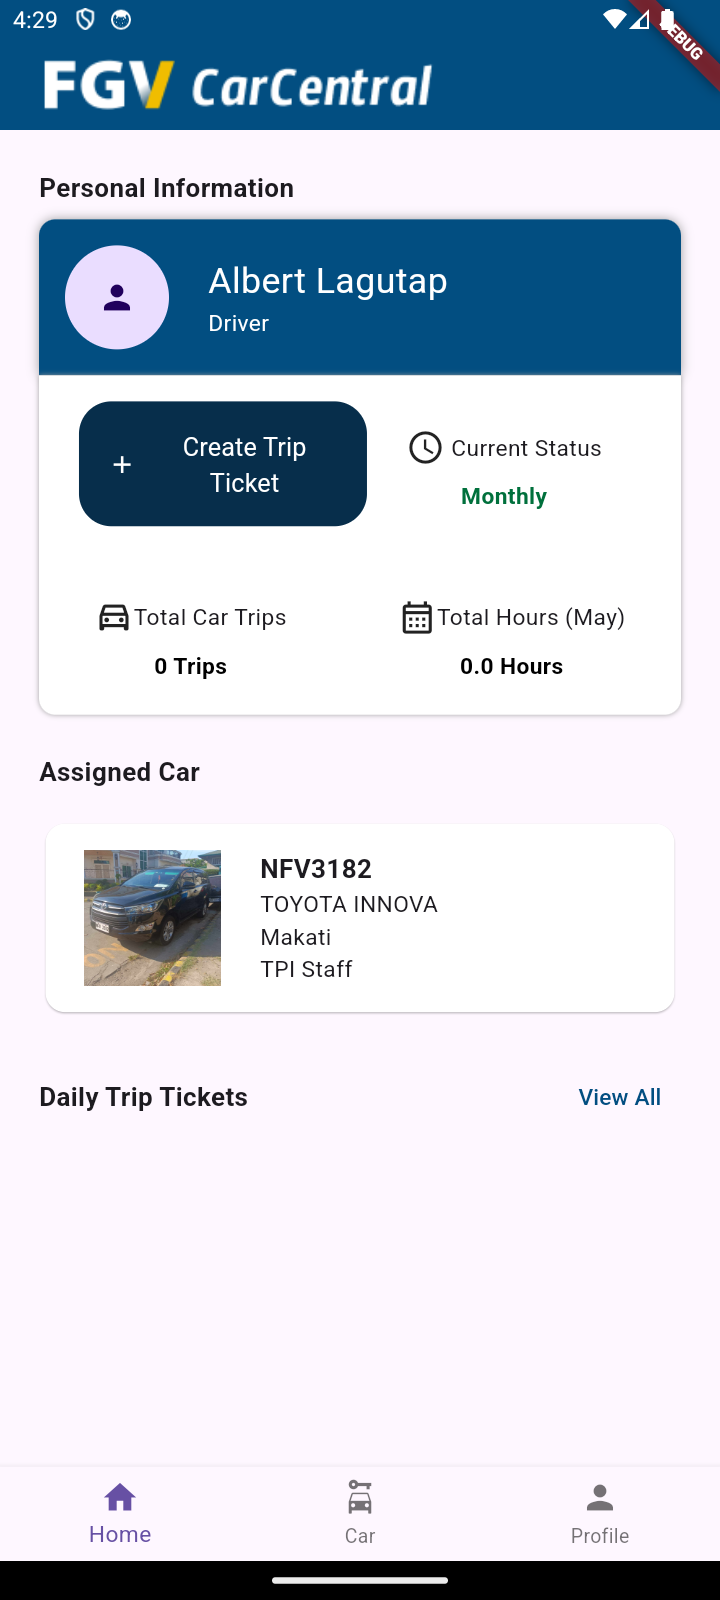 4:29
DEBUG
FGV CarCentral
Personal Information
Albert Lagutap
Driver
+ Create Trip
Ticket
Current Status
Monthly
Total Car Trips
0 Trips
Total Hours (May)
0.0 Hours
Assigned Car
NFV3182
TOYOTA INNOVA
Makati
TPI Staff
Daily Trip Tickets
View All
Home
Car
Profile